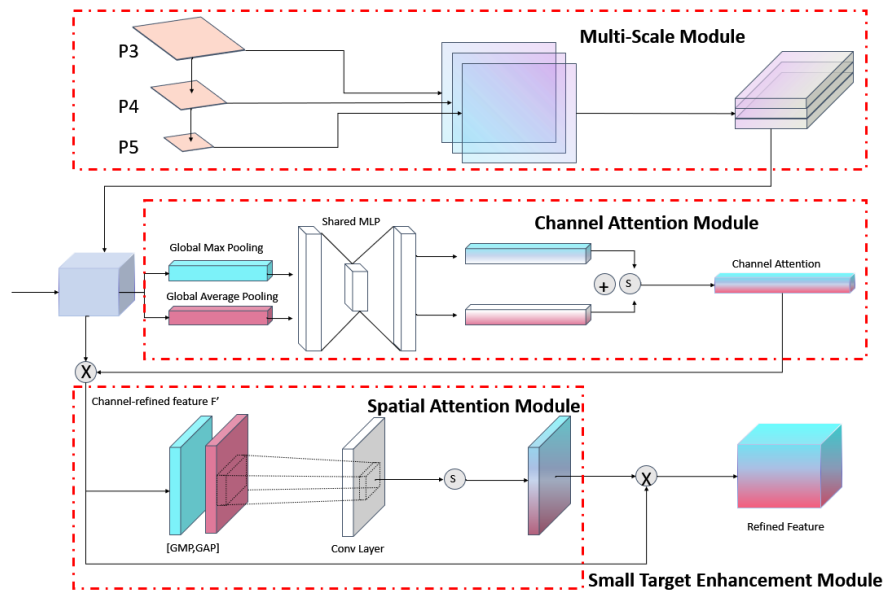 Multi-Scale Module
P3
P4
P5
Channel Attention Module
Shared MLP
Global Max Pooling
Global Average Pooling
+
S
Channel Attention
X
Channel-refined feature F'
Spatial Attention Module
S
X
[GMP,GAP]
Conv Layer
Refined Feature
Small Target Enhancement Module